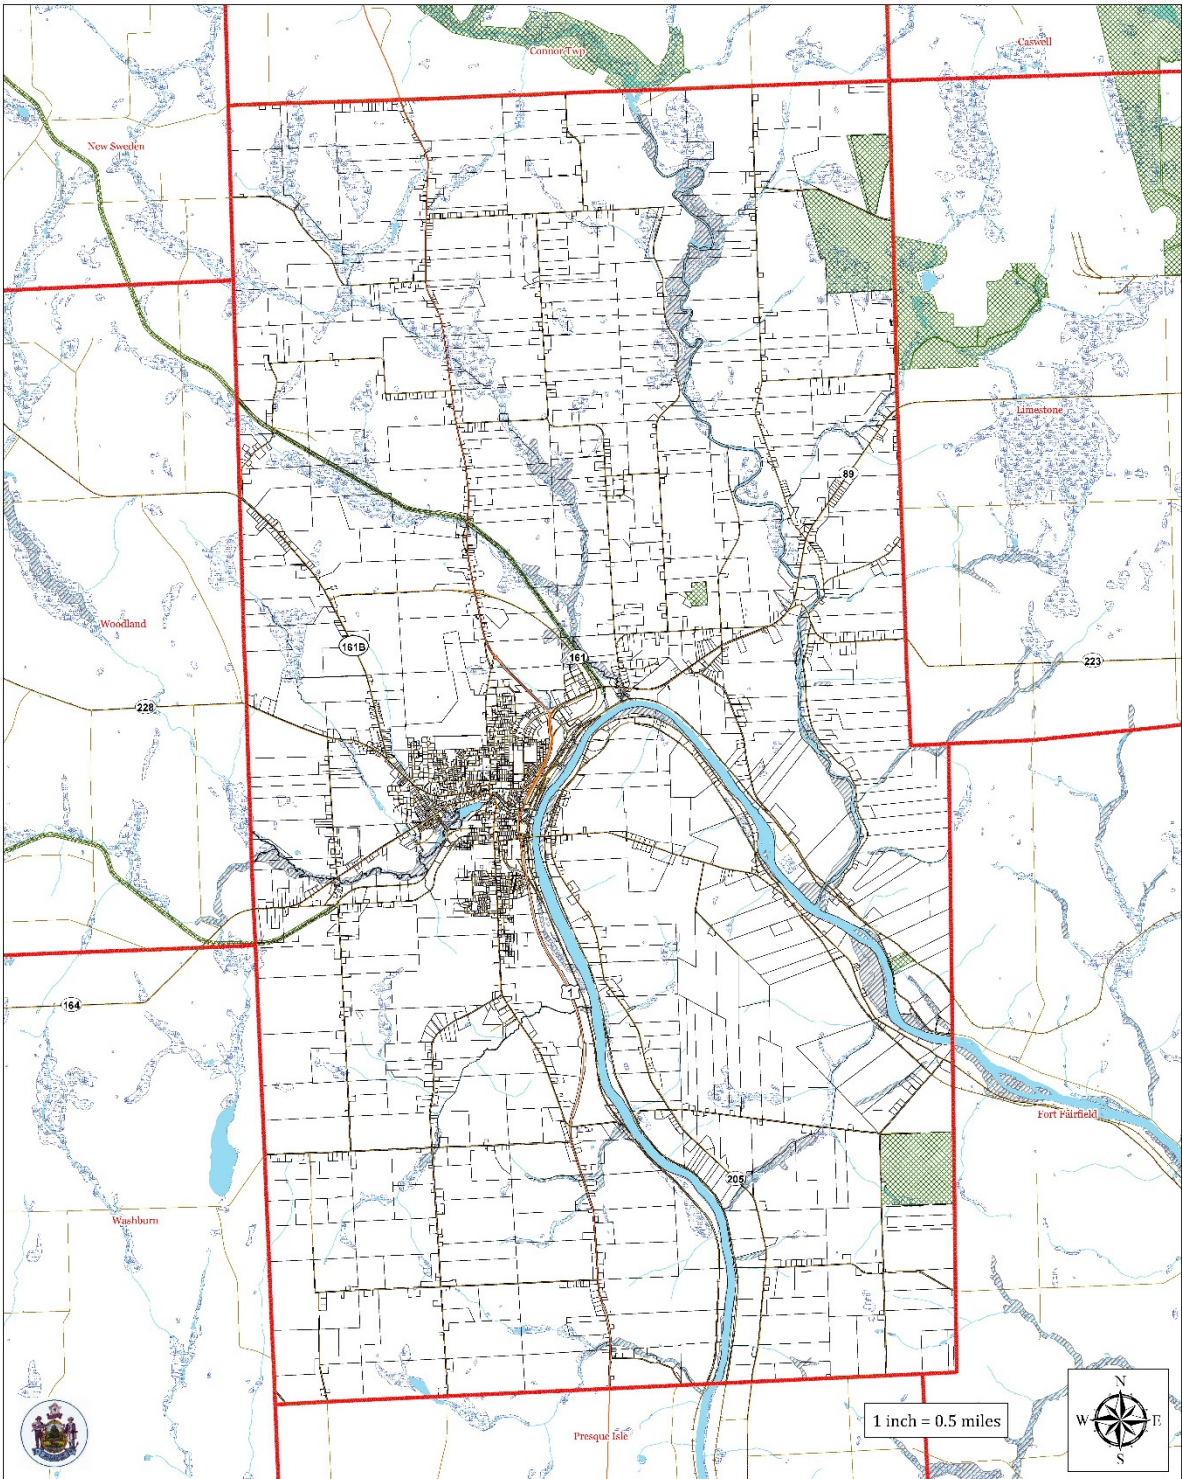 Connor Twp
Caswell
New Sweden
Limestone
89
Woodland
161B
161
223
228
1
164
Fort Fairfield
205
Washburn
N
W E
S
1 inch = 0.5 miles
Presque Isle